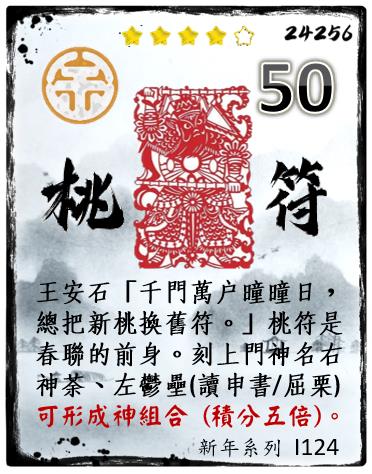 24256
50
桃符
王安石「千門萬户曈曈日，
總把新桃換舊符。」桃符是
春聯的前身。刻上門神名右
神荼、左鬱壘(讀申書/屈栗)
可形成神組合 (積分五倍)。
新年系列 I124